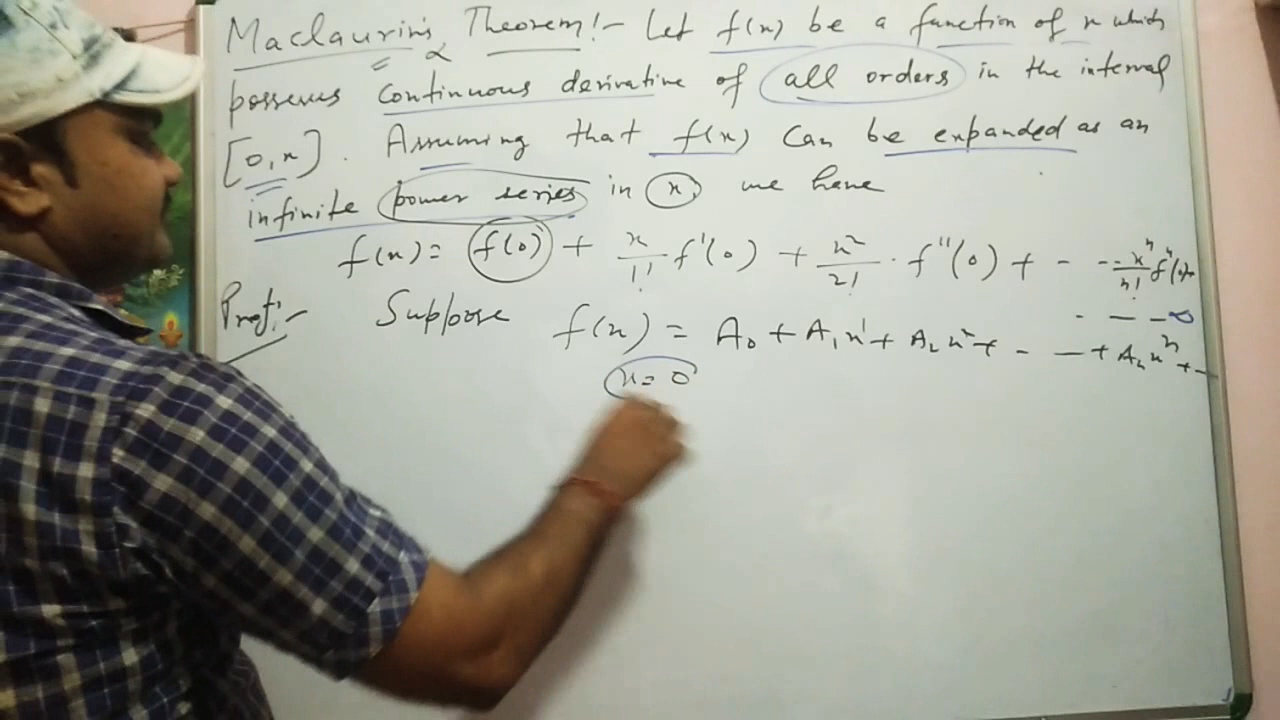 Maclaurin's Theorem!- Let f(x) be a function of x which
possesses continuous derivative of all orders in the interval
[0, x]. Assuming that f(x) can be expanded as an
infinite power series in x, we have
f(x) = f(0) + x/1! f'(0) + x²/2! . f''(0) + - - - xⁿ/n! fⁿ(0)+
- - - ∞
Proof:- Suppose f(x) = A₀ + A₁x¹ + A₂x² + - - + Aₙxⁿ + -
x = 0